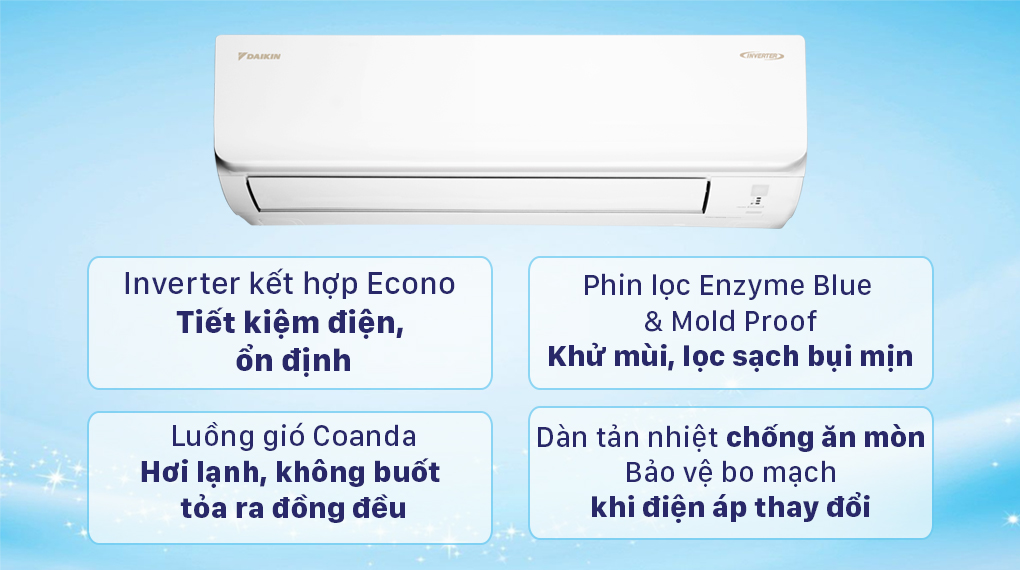 DAIKIN
INVERTER
Inverter kết hợp Econo
Tiết kiệm điện,
ổn định
Phin lọc Enzyme Blue
& Mold Proof
Khử mùi, lọc sạch bụi mịn
Luồng gió Coanda
Hơi lạnh, không buốt
tỏa ra đồng đều
Dàn tản nhiệt chống ăn mòn
Bảo vệ bo mạch
khi điện áp thay đổi